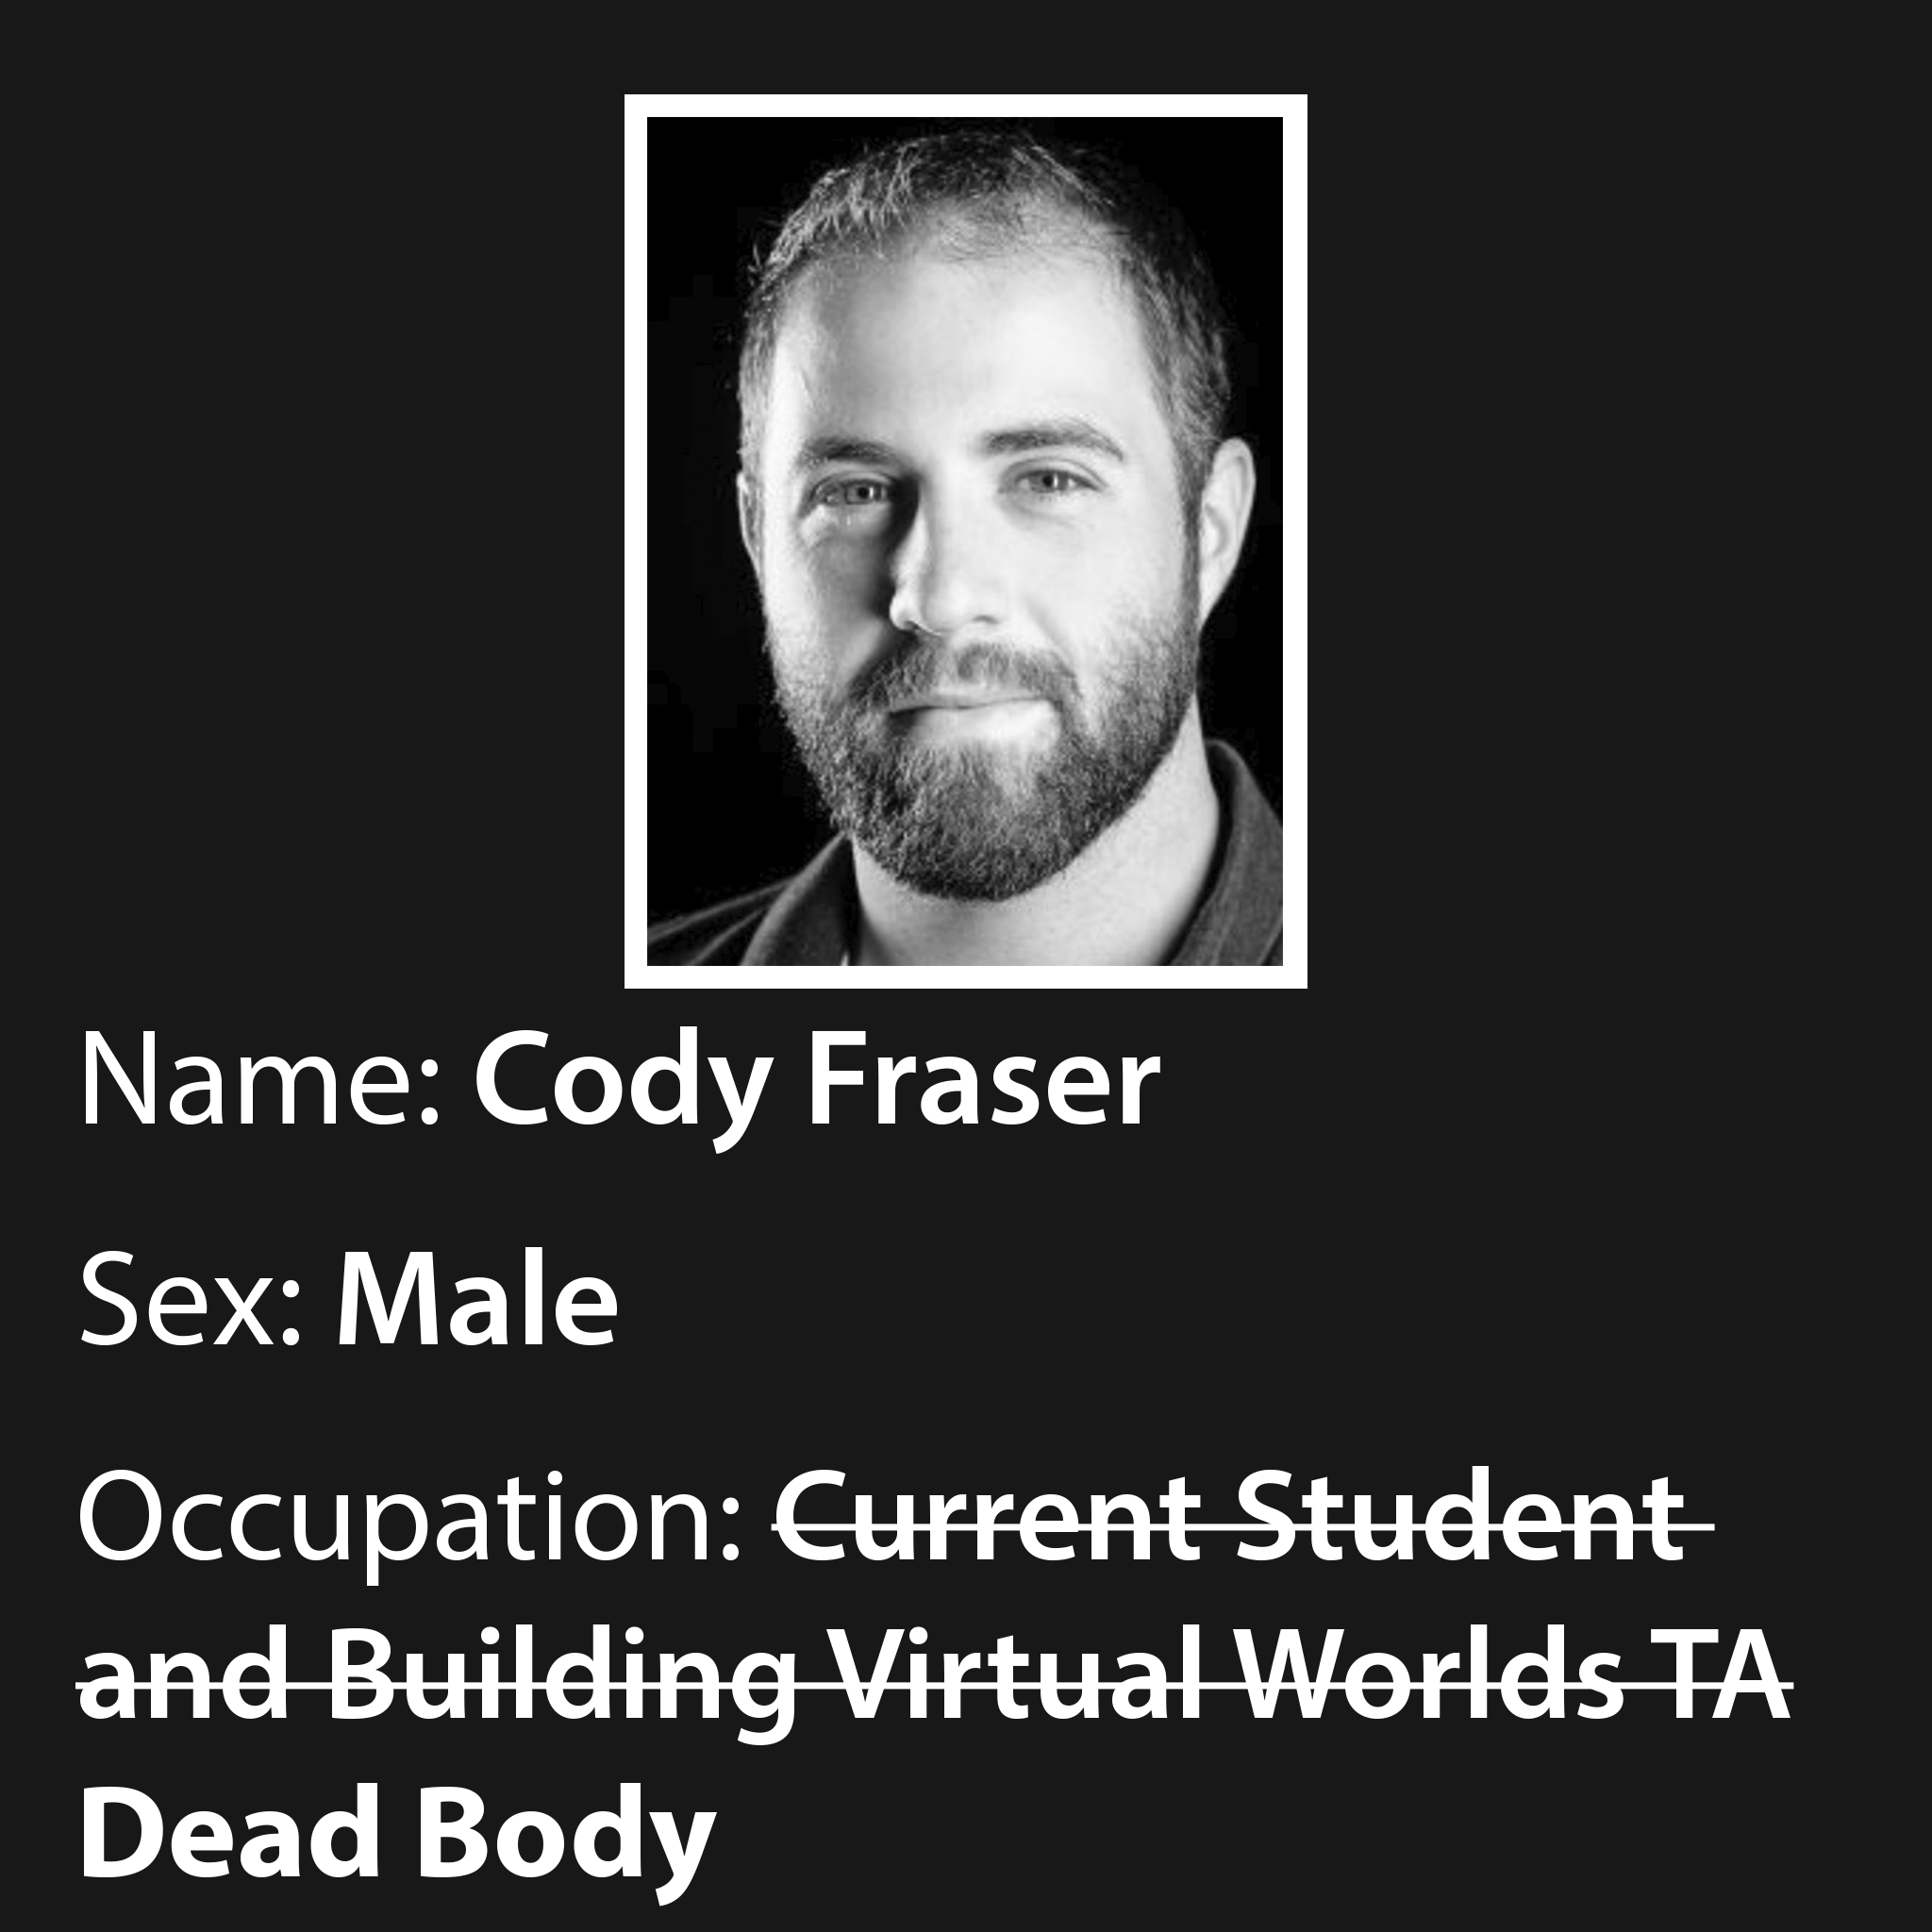 Name: Cody Fraser
Sex: Male
Occupation: Current Student
and Building Virtual Worlds TA
Dead Body